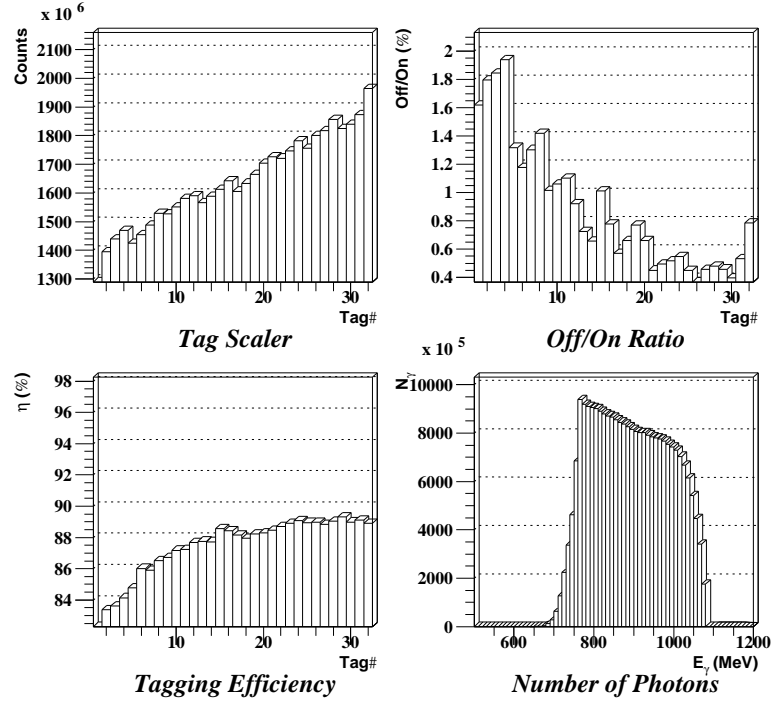 x 10 6
Counts
2100
2000
1900
1800
1700
1600
1500
1400
1300
10 20 30
Tag#
Tag Scaler
Off/On (%)
2
1.8
1.6
1.4
1.2
1
0.8
0.6
0.4
10 20 30
Tag#
Off/On Ratio
η (%)
98
96
94
92
90
88
86
84
10 20 30
Tag#
Tagging Efficiency
x 10 5
Nγ
10000
8000
6000
4000
2000
0
600 800 1000 1200
Eγ (MeV)
Number of Photons